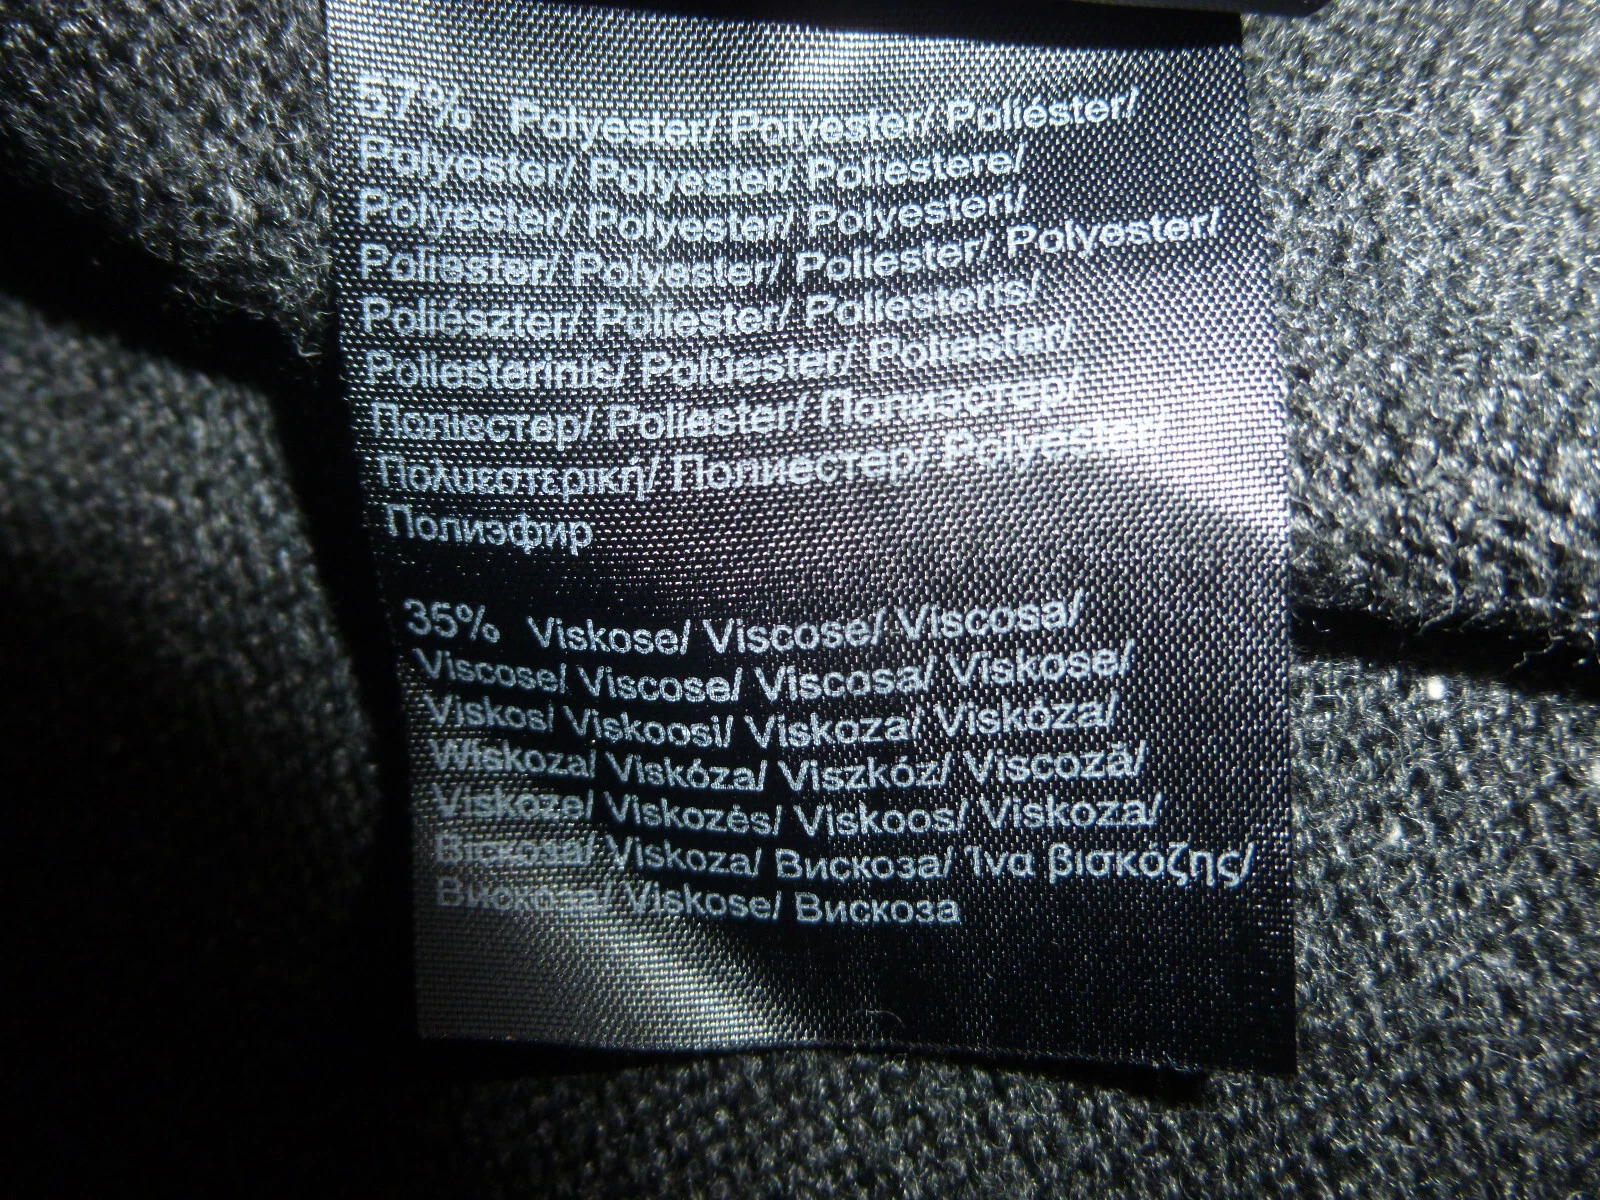 57% Polyester/ Polyester/ Poliéster/
Polyester/ Polyester/ Poliestere/
Polyester/ Polyester/ Polyesteri/
Poliester/ Polyester/ Poliester/ Polyester/
Poliészter/ Poliester/ Poliesteris/
Poliesterinis/ Polüester/ Poliester/
Поліестер/ Poliester/ Полиэстер/
Πολυεστερική/ Полиестер/ Polyester/
Полиэфир
35% Viskose/ Viscose/ Viscosa/
Viscose/ Viscose/ Viscosa/ Viskose/
Viskos/ Viskoosi/ Viskoza/ Viskóza/
Wiskoza/ Viskóza/ Viszkóz/ Viscoză/
Viskoze/ Viskozės/ Viskoos/ Viskoza/
Віскоза/ Viskoza/ Вискоза/ Ίνα βισκόζης/
Вискоза/ Viskose/ Вискоза